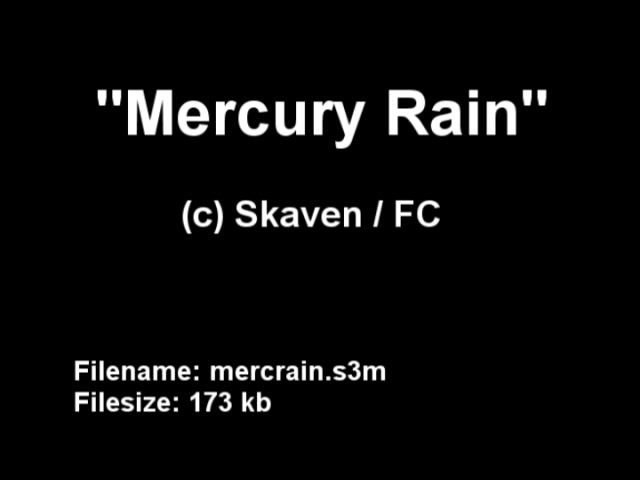 "Mercury Rain"
(c) Skaven / FC
Filename: mercrain.s3m
Filesize: 173 kb